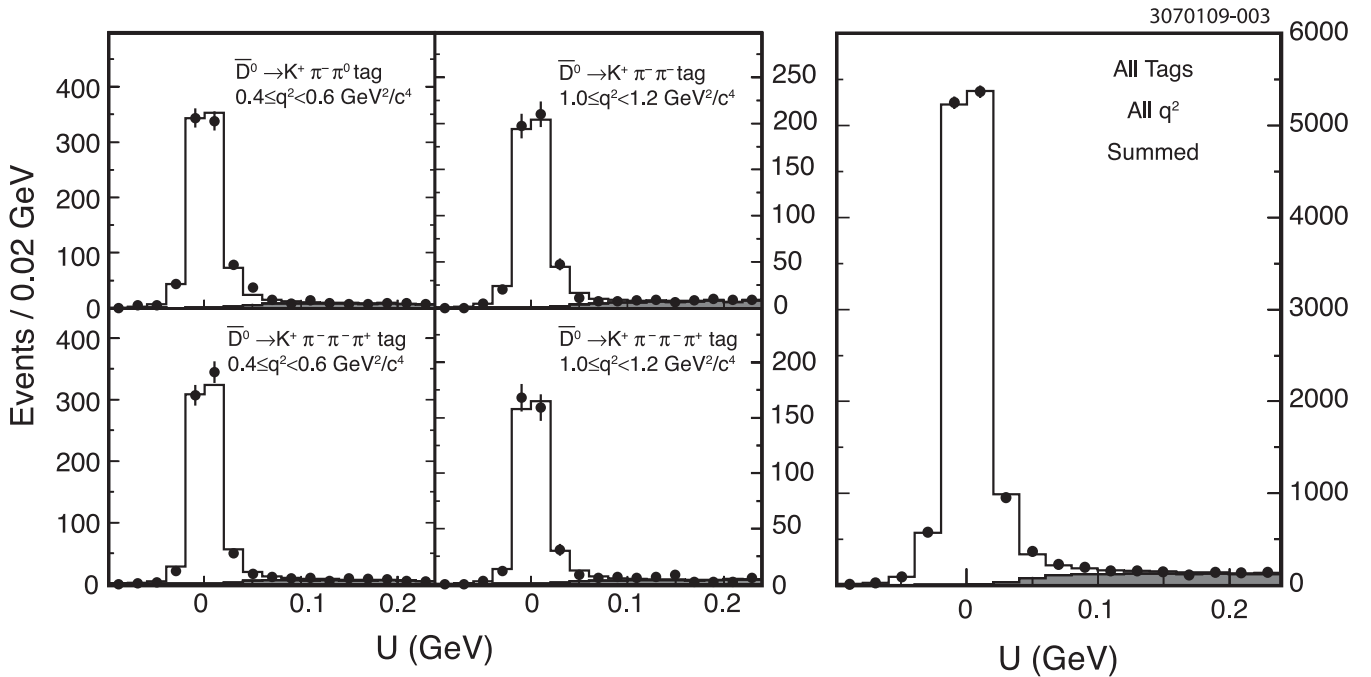 3070109-003
Events / 0.02 GeV
D̅⁰ →K⁺ π⁻ π⁰ tag
0.4≤q²<0.6 GeV²/c⁴
400
300
200
100
0
D̅⁰ →K⁺ π⁻ π⁻ tag
1.0≤q²<1.2 GeV²/c⁴
250
200
150
100
50
0
D̅⁰ →K⁺ π⁻ π⁻ π⁺ tag
0.4≤q²<0.6 GeV²/c⁴
400
300
200
100
0
D̅⁰ →K⁺ π⁻ π⁻ π⁺ tag
1.0≤q²<1.2 GeV²/c⁴
200
150
100
50
0
0 0.1 0.2
0 0.1 0.2
U (GeV)
All Tags
All q²
Summed
6000
5000
4000
3000
2000
1000
0
0 0.1 0.2
U (GeV)